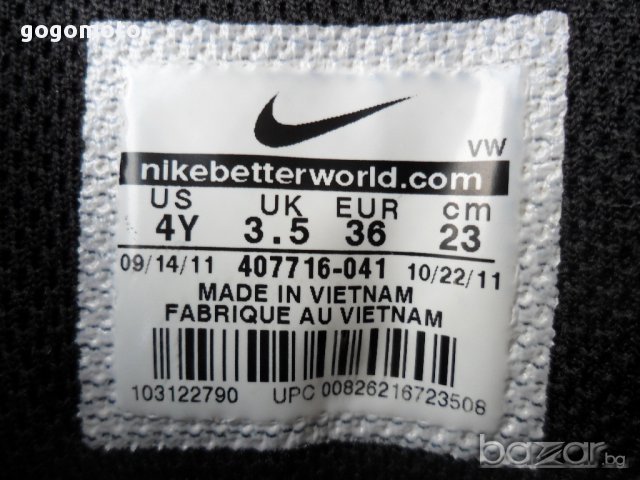 gogomoto
VW
nikebetterworld.com
US UK EUR cm
4Y 3.5 36 23
09/14/11 407716-041 10/22/11
MADE IN VIETNAM
FABRIQUE AU VIETNAM
103122790 UPC 00826216723508
bazar.bg